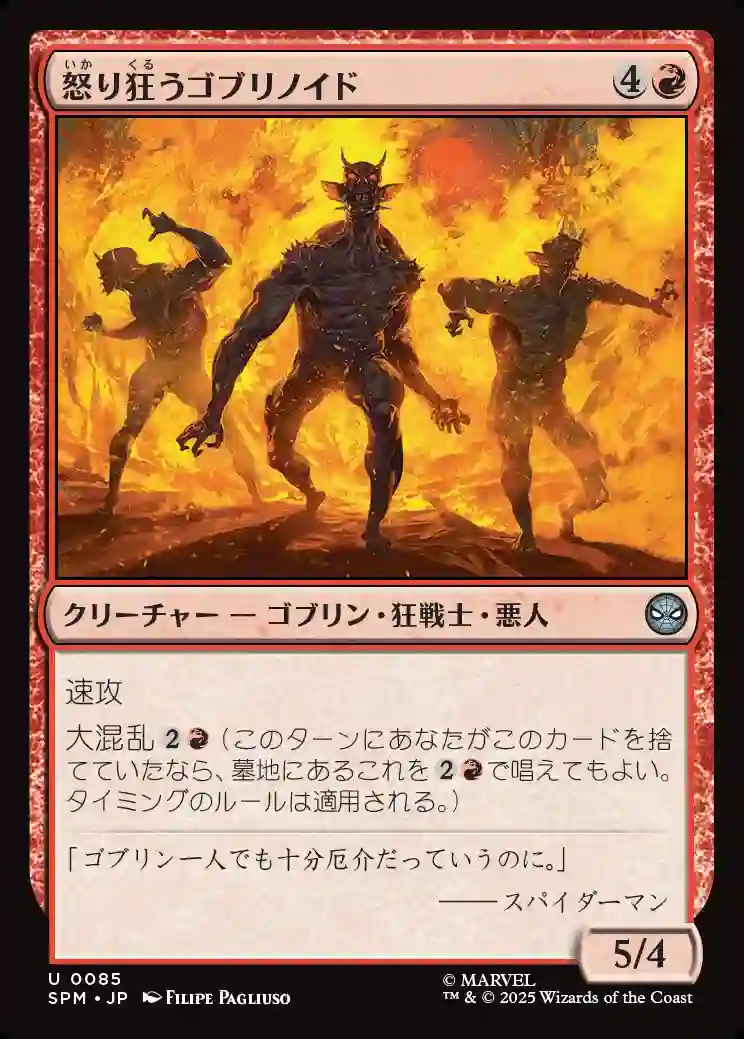 いか くる
怒り狂うゴブリノイド 4
クリーチャー — ゴブリン・狂戦士・悪人
速攻
大混乱 2 (このターンにあなたがこのカードを捨
てていたなら、墓地にあるこれを 2 で唱えてもよい。
タイミングのルールは適用される。)
「ゴブリン一人でも十分厄介だっていうのに。」
——スパイダーマン
5/4
U 0085
SPM • JP Filipe Pagliuso
© MARVEL
™ & © 2025 Wizards of the Coast